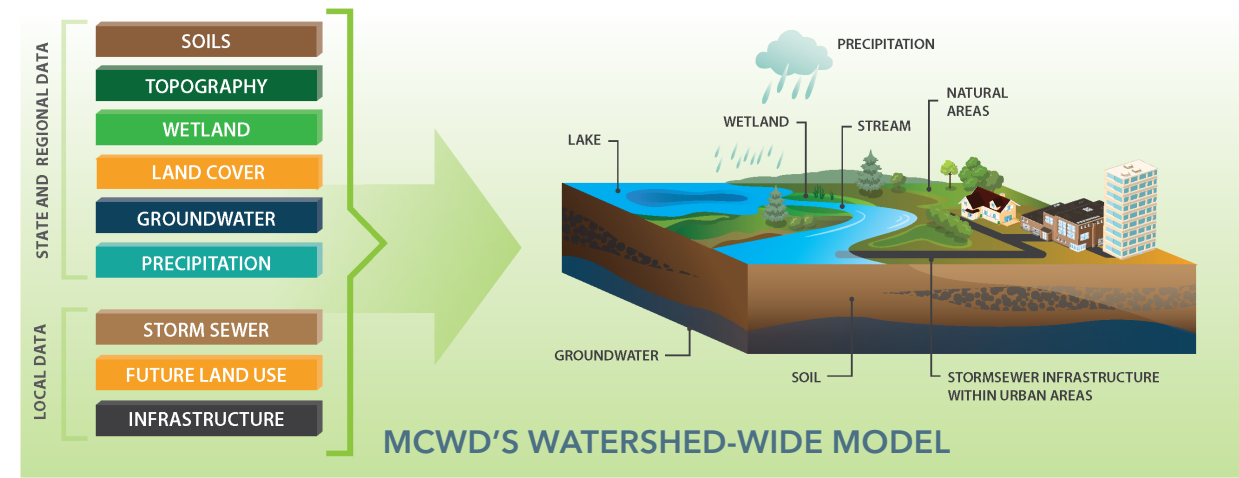 STATE AND REGIONAL DATA
SOILS
TOPOGRAPHY
WETLAND
LAND COVER
GROUNDWATER
PRECIPITATION
LOCAL DATA
STORM SEWER
FUTURE LAND USE
INFRASTRUCTURE
PRECIPITATION
NATURAL
AREAS
WETLAND
STREAM
LAKE
GROUNDWATER
SOIL
STORMSEWER INFRASTRUCTURE
WITHIN URBAN AREAS
MCWD'S WATERSHED-WIDE MODEL